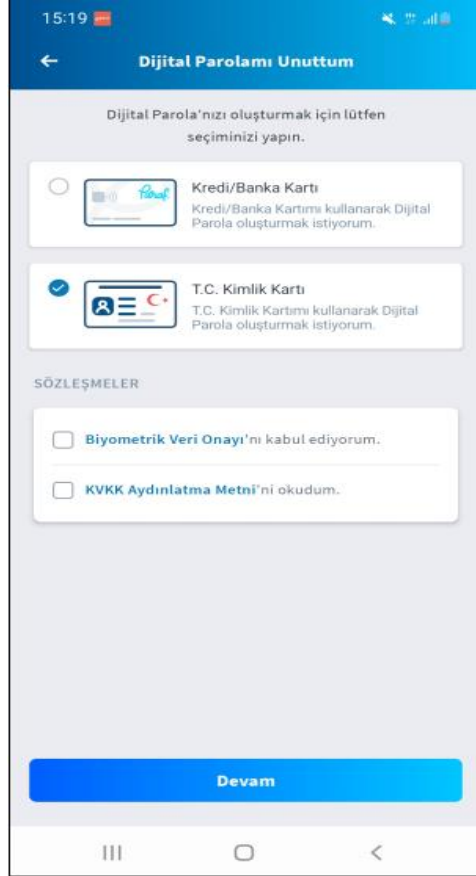 15:19
Dijital Parolamı Unuttum
Dijital Parola'nızı oluşturmak için lütfen
seçiminizi yapın.
Paraf
Kredi/Banka Kartı
Kredi/Banka Kartımı kullanarak Dijital
Parola oluşturmak istiyorum.
T.C. Kimlik Kartı
T.C. Kimlik Kartımı kullanarak Dijital
Parola oluşturmak istiyorum.
SÖZLEŞMELER
Biyometrik Veri Onayı'nı kabul ediyorum.
KVKK Aydınlatma Metni'ni okudum.
Devam